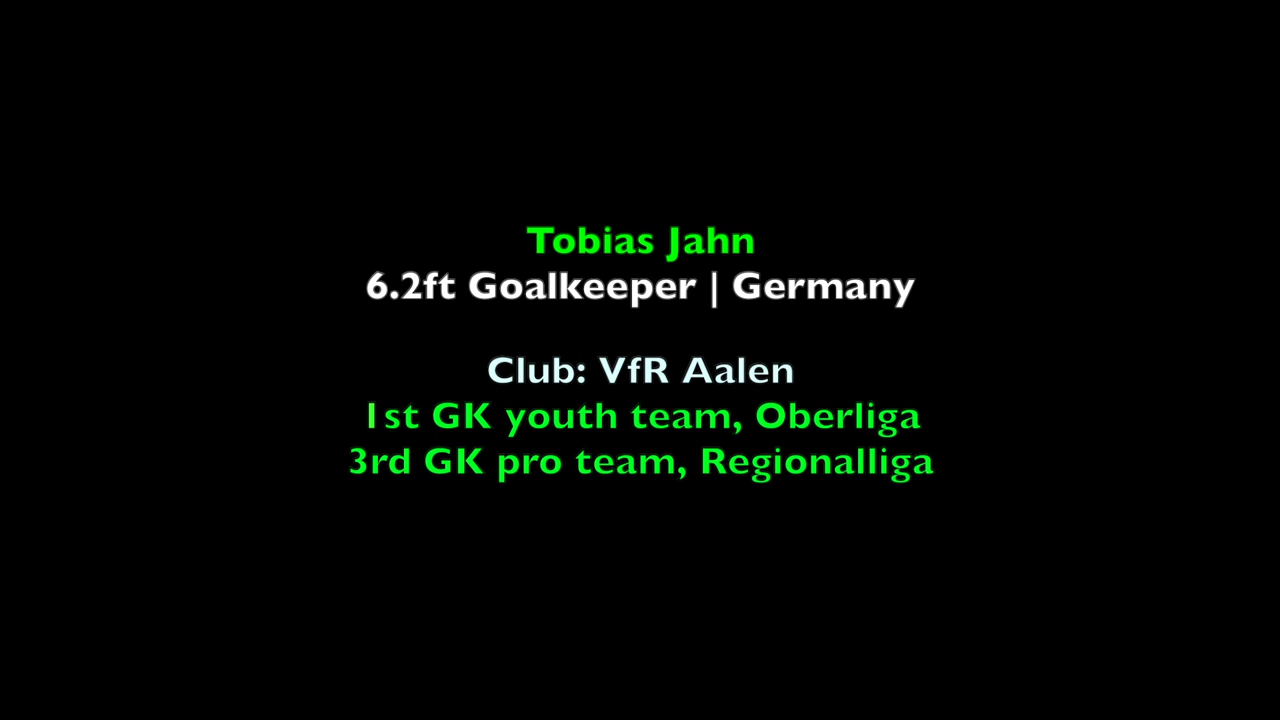 Tobias Jahn
6.2ft Goalkeeper | Germany
Club: VfR Aalen
1st GK youth team, Oberliga
3rd GK pro team, Regionalliga